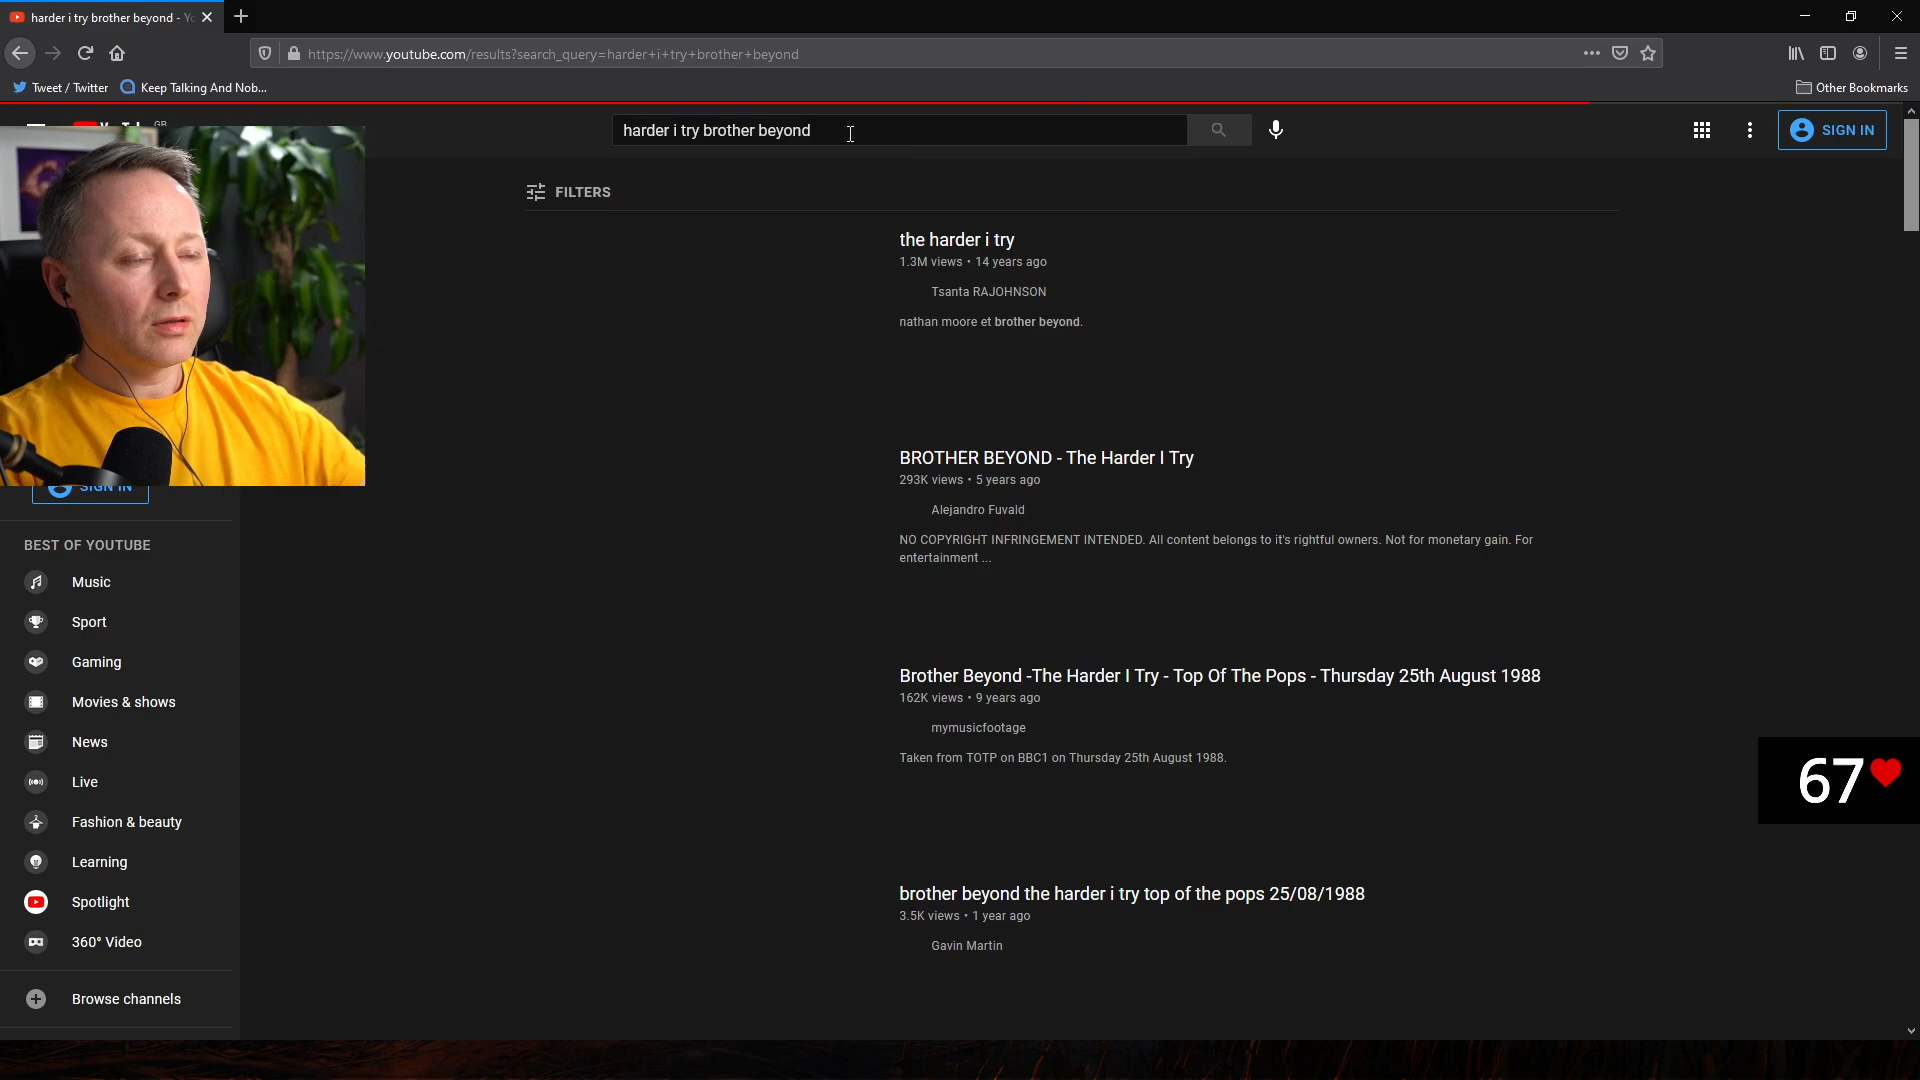 harder i try brother beyond - Yo
https://www.youtube.com/results?search_query=harder+i+try+brother+beyond
Tweet / Twitter
Keep Talking And Nob...
Other Bookmarks
GB
harder i try brother beyond
SIGN IN
FILTERS
the harder i try
1.3M views • 14 years ago
Tsanta RAJOHNSON
nathan moore et brother beyond.
BROTHER BEYOND - The Harder I Try
293K views • 5 years ago
Alejandro Fuvald
NO COPYRIGHT INFRINGEMENT INTENDED. All content belongs to it's rightful owners. Not for monetary gain. For
entertainment ...
Brother Beyond -The Harder I Try - Top Of The Pops - Thursday 25th August 1988
162K views • 9 years ago
mymusicfootage
Taken from TOTP on BBC1 on Thursday 25th August 1988.
brother beyond the harder i try top of the pops 25/08/1988
3.5K views • 1 year ago
Gavin Martin
SIGN IN
BEST OF YOUTUBE
Music
Sport
Gaming
Movies & shows
News
Live
Fashion & beauty
Learning
Spotlight
360° Video
Browse channels
67